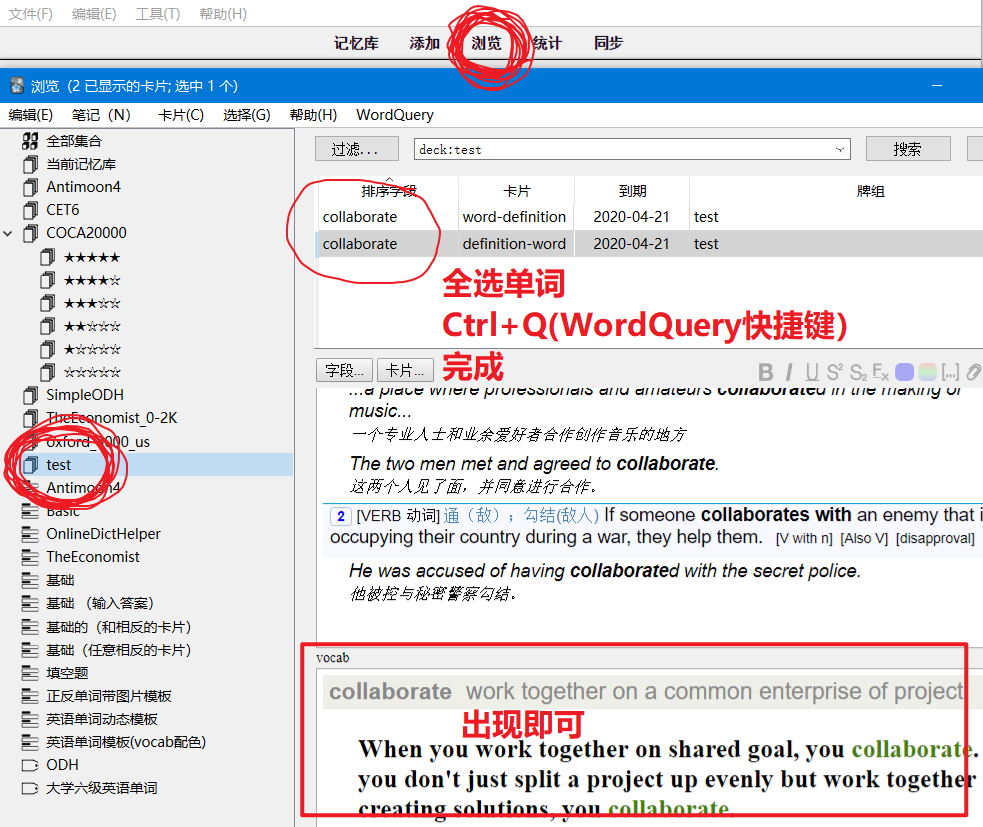 文件(F) 编辑(E) 工具(T) 帮助(H)
记忆库 添加 浏览 统计 同步
浏览（2 已显示的卡片; 选中 1 个）
编辑(E) 笔记（N） 卡片(C) 选择(G) 帮助(H) WordQuery
全部集合
当前记忆库
Antimoon4
CET6
COCA20000
★★★★★
★★★★☆
★★★☆☆
★★☆☆☆
★☆☆☆☆
☆☆☆☆☆
SimpleODH
TheEconomist_0-2K
oxford_3000_us
test
Antimoon4
Basic
OnlineDictHelper
TheEconomist
基础
基础 （输入答案）
基础的（和相反的卡片）
基础（任意相反的卡片）
填空题
正反单词带图片模板
英语单词动态模板
英语单词模板(vocab配色)
ODH
大学六级英语单词
过滤... deck:test 搜索
排序字段 卡片 到期 牌组
collaborate word-definition 2020-04-21 test
collaborate definition-word 2020-04-21 test
全选单词
Ctrl+Q(WordQuery快捷键)
完成
字段... 卡片... B I U S² S₂ Fx [...]
...a place where professionals and amateurs collaborated in the making of
music...
一个专业人士和业余爱好者合作创作音乐的地方
The two men met and agreed to collaborate.
这两个人见了面，并同意进行合作。
2 [VERB 动词] 通（敌）；勾结(敌人) If someone collaborates with an enemy that i
occupying their country during a war, they help them. [V with n] [Also V] [disapproval]
He was accused of having collaborated with the secret police.
他被控与秘密警察勾结。
vocab
collaborate work together on a common enterprise of project
出现即可
When you work together on shared goal, you collaborate.
you don't just split a project up evenly but work together
creating solutions, you collaborate.